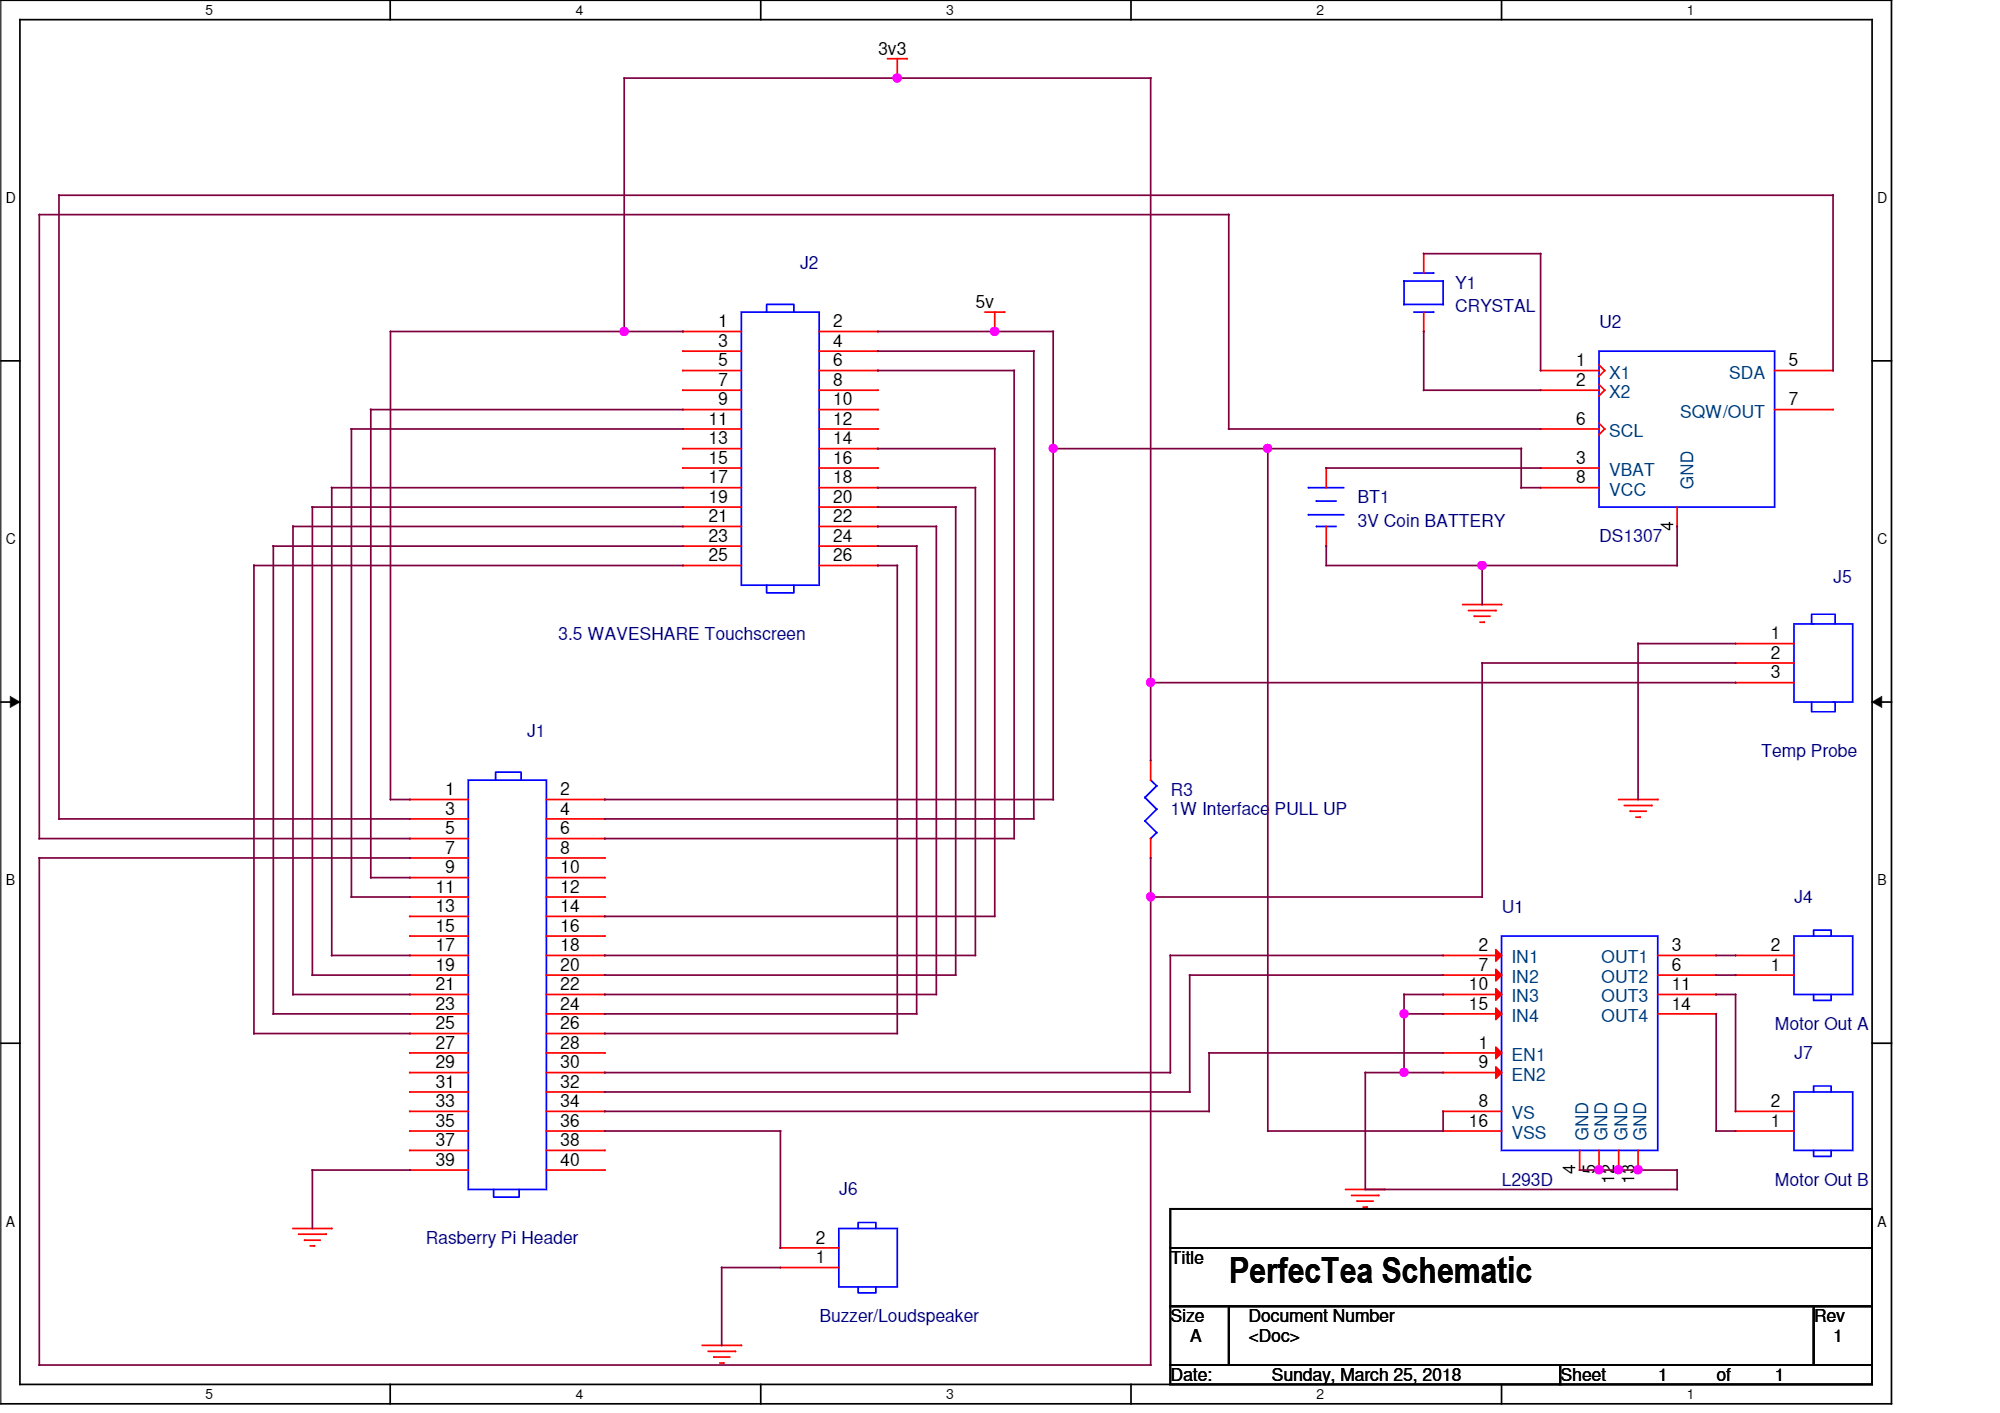 5 4 3 2 1
3v3
D D
J2
5v
Y1
CRYSTAL
U2
1 2
3 4
5 6
7 8
9 10
11 12
13 14
15 16
17 18
19 20
21 22
23 24
25 26
3.5 WAVESHARE Touchscreen
1 X1 SDA 5
2 X2
SQW/OUT 7
6 SCL
3 VBAT
8 VCC
GND
4
DS1307
BT1
3V Coin BATTERY
C C
J5
1
2
3
Temp Probe
J1
1 2
3 4
5 6
7 8
9 10
11 12
13 14
15 16
17 18
19 20
21 22
23 24
25 26
27 28
29 30
31 32
33 34
35 36
37 38
39 40
Rasberry Pi Header
R3
1W Interface PULL UP
B B
U1
2 IN1 OUT1 3
7 IN2 OUT2 6
10 IN3 OUT3 11
15 IN4 OUT4 14
1 EN1
9 EN2
8 VS
16 VSS
GND GND GND GND
4 5 12 13
L293D
J4
2
1
Motor Out A
J7
2
1
Motor Out B
J6
2
1
Buzzer/Loudspeaker
A A
Title
PerfecTea Schematic
Size Document Number Rev
A <Doc> 1
Date: Sunday, March 25, 2018 Sheet 1 of 1
5 4 3 2 1